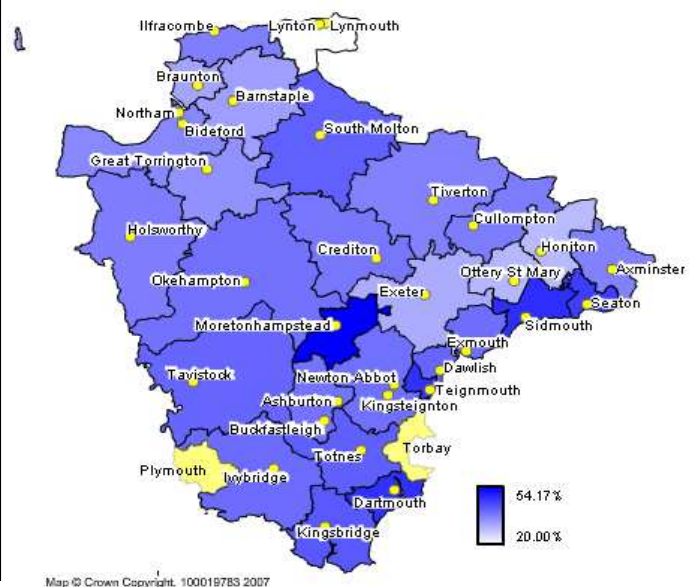 Ilfracombe
Lynton Lynmouth
Braunton
Barnstaple
Northam
Bideford
South Molton
Great Torrington
Tiverton
Cullompton
Holsworthy
Crediton
Honiton
Okehampton
Ottery St Mary
Axminster
Exeter
Seaton
Moretonhampstead
Sidmouth
Exmouth
Tavistock
Newton Abbot
Dawlish
Teignmouth
Ashburton
Kingsteignton
Buckfastleigh
Torbay
Totnes
Plymouth
Ivybridge
Dartmouth
54.17%
Kingsbridge
20.00%
Map © Crown Copyright. 100019783 2007